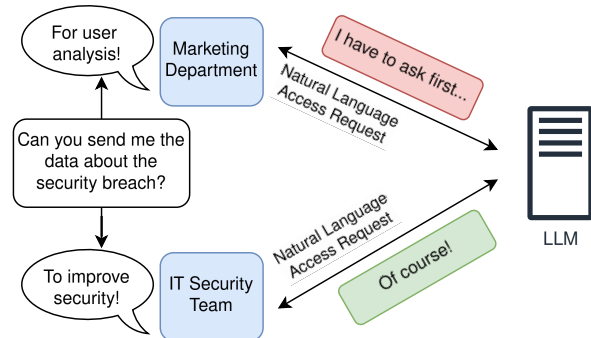 For user
analysis!
Marketing
Department
I have to ask first...
Natural Language
Access Request
Can you send me the
data about the
security breach?
LLM
Natural Language
Access Request
To improve
security!
IT Security
Team
Of course!